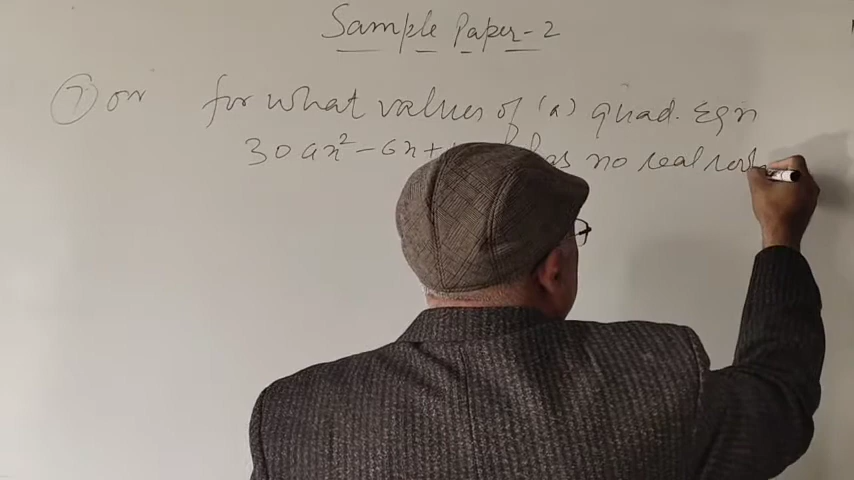 Sample Paper-2
⑦ or for what values of (a) quad. Eqn
30ax² - 6x + has no real roots